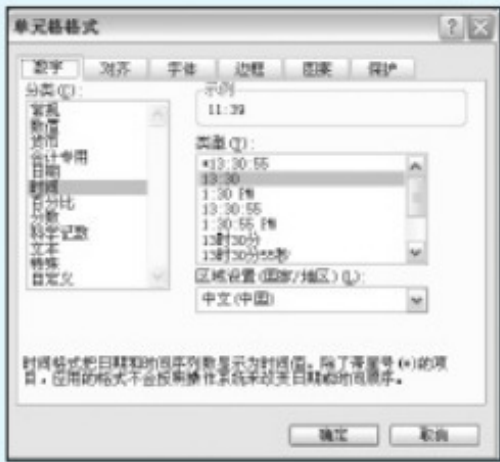 单元格格式
数字 对齐 字体 边框 图案 保护
分类(C):
常规
数值
货币
会计专用
日期
时间
百分比
分数
科学记数
文本
特殊
自定义
示例
11:39
类型(T):
*13:30:55
13:30
1:30 PM
13:30:55
1:30:55 PM
13时30分
13时30分55秒
区域设置(国家/地区)(L):
中文(中国)
时间格式把日期和时间序列数显示为时间值。除了带星号(*)的项
目，应用的格式不会按照操作系统来改变日期和时间顺序。
确定 取消